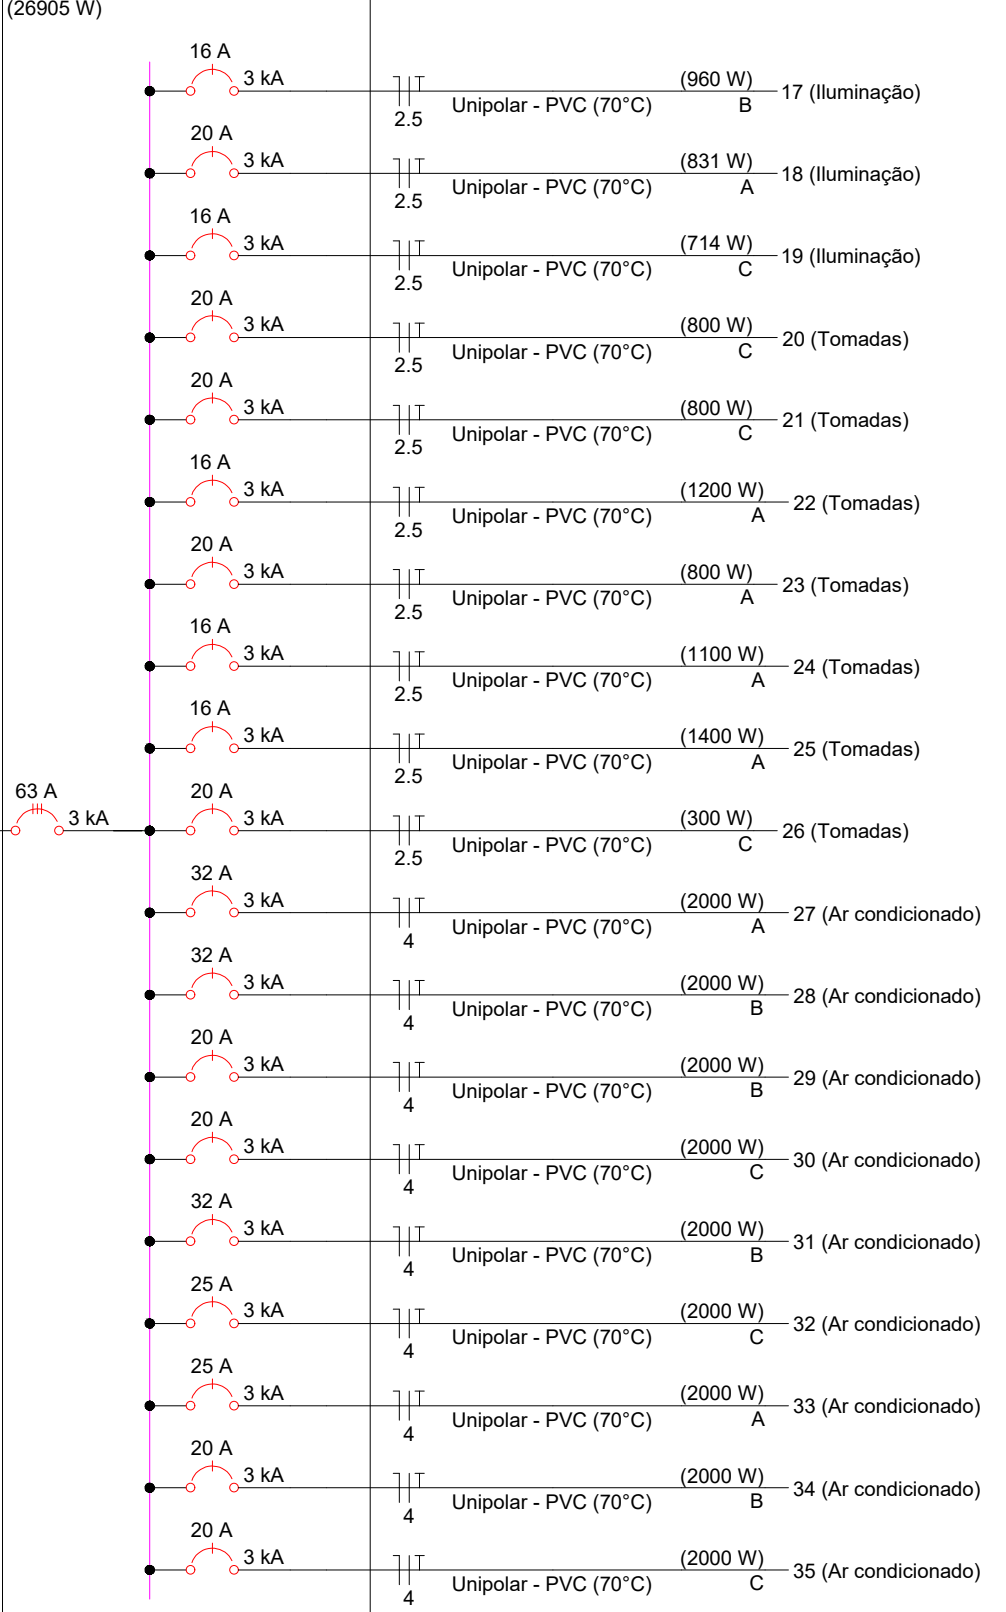 (26905 W)
16 A
3 kA
2.5
Unipolar - PVC (70°C)
(960 W)
B
17 (Iluminação)
20 A
3 kA
2.5
Unipolar - PVC (70°C)
(831 W)
A
18 (Iluminação)
16 A
3 kA
2.5
Unipolar - PVC (70°C)
(714 W)
C
19 (Iluminação)
20 A
3 kA
2.5
Unipolar - PVC (70°C)
(800 W)
C
20 (Tomadas)
20 A
3 kA
2.5
Unipolar - PVC (70°C)
(800 W)
C
21 (Tomadas)
16 A
3 kA
2.5
Unipolar - PVC (70°C)
(1200 W)
A
22 (Tomadas)
20 A
3 kA
2.5
Unipolar - PVC (70°C)
(800 W)
A
23 (Tomadas)
16 A
3 kA
2.5
Unipolar - PVC (70°C)
(1100 W)
A
24 (Tomadas)
16 A
3 kA
2.5
Unipolar - PVC (70°C)
(1400 W)
A
25 (Tomadas)
63 A
3 kA
20 A
3 kA
2.5
Unipolar - PVC (70°C)
(300 W)
C
26 (Tomadas)
32 A
3 kA
4
Unipolar - PVC (70°C)
(2000 W)
A
27 (Ar condicionado)
32 A
3 kA
4
Unipolar - PVC (70°C)
(2000 W)
B
28 (Ar condicionado)
20 A
3 kA
4
Unipolar - PVC (70°C)
(2000 W)
B
29 (Ar condicionado)
20 A
3 kA
4
Unipolar - PVC (70°C)
(2000 W)
C
30 (Ar condicionado)
32 A
3 kA
4
Unipolar - PVC (70°C)
(2000 W)
B
31 (Ar condicionado)
25 A
3 kA
4
Unipolar - PVC (70°C)
(2000 W)
C
32 (Ar condicionado)
25 A
3 kA
4
Unipolar - PVC (70°C)
(2000 W)
A
33 (Ar condicionado)
20 A
3 kA
4
Unipolar - PVC (70°C)
(2000 W)
B
34 (Ar condicionado)
20 A
3 kA
4
Unipolar - PVC (70°C)
(2000 W)
C
35 (Ar condicionado)